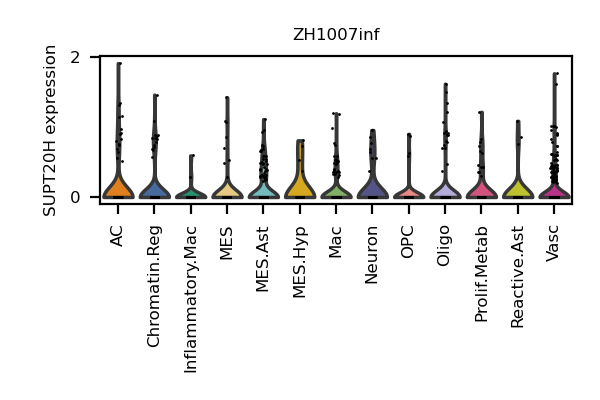 ZH1007inf
SUPT20H expression
2
0
AC
Chromatin.Reg
Inflammatory.Mac
MES
MES.Ast
MES.Hyp
Mac
Neuron
OPC
Oligo
Prolif.Metab
Reactive.Ast
Vasc